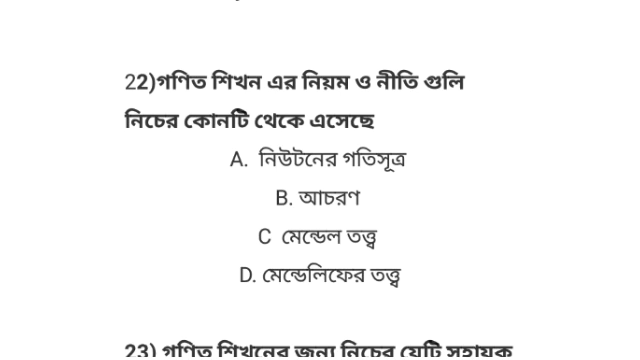 22)গণিত শিখন এর নিয়ম ও নীতি গুলি
নিচের কোনটি থেকে এসেছে
A. নিউটনের গতিসূত্র
B. আচরণ
C মেন্ডেল তত্ত্ব
D. মেন্ডেলিফের তত্ত্ব
23) গণিত শিখনের জন্য নিচের যেটি সহায়ক